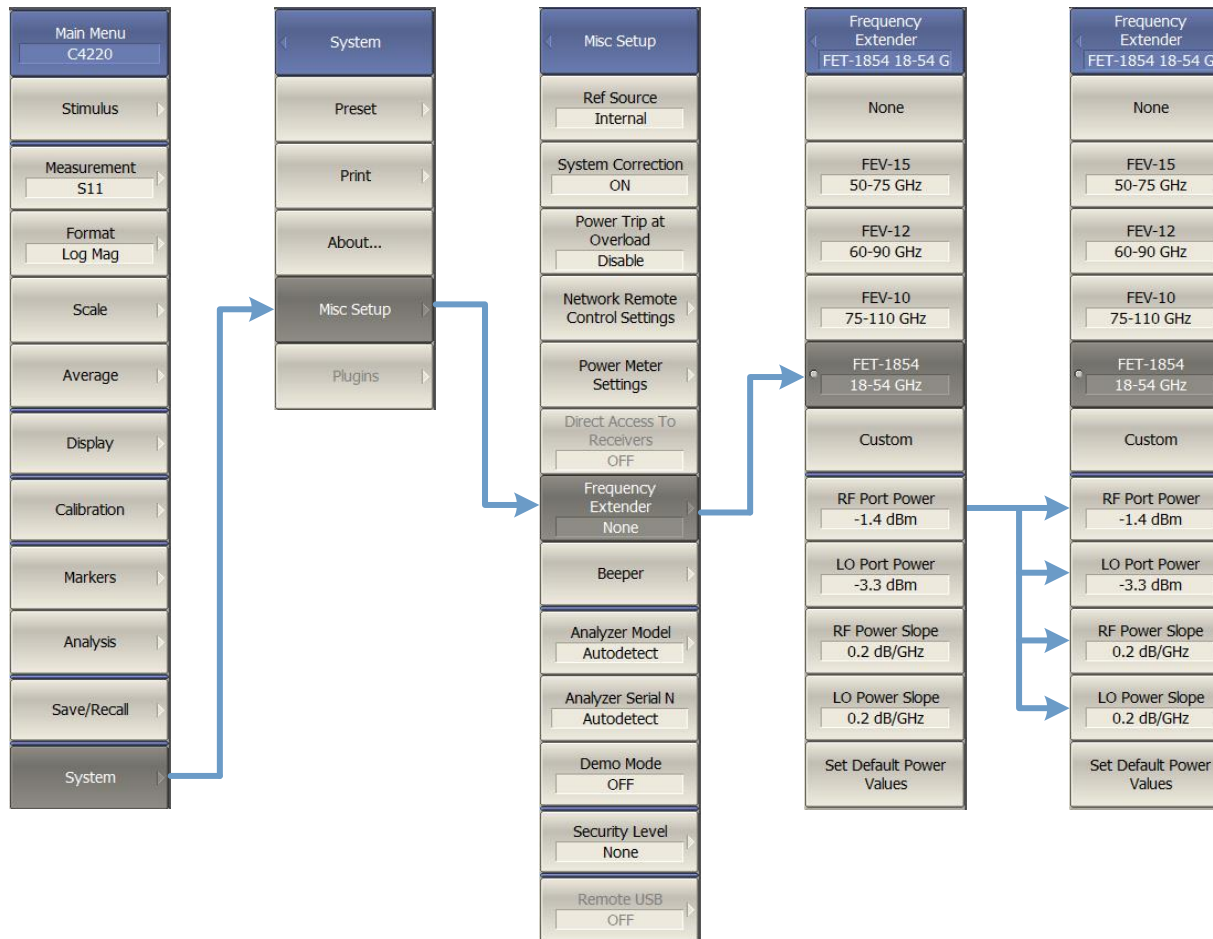 Main Menu
C4220
Stimulus
Measurement
S11
Format
Log Mag
Scale
Average
Display
Calibration
Markers
Analysis
Save/Recall
System
System
Preset
Print
About...
Misc Setup
Plugins
Misc Setup
Ref Source
Internal
System Correction
ON
Power Trip at
Overload
Disable
Network Remote
Control Settings
Power Meter
Settings
Direct Access To
Receivers
OFF
Frequency
Extender
None
Beeper
Analyzer Model
Autodetect
Analyzer Serial N
Autodetect
Demo Mode
OFF
Security Level
None
Remote USB
OFF
Frequency
Extender
FET-1854 18-54 G
None
FEV-15
50-75 GHz
FEV-12
60-90 GHz
FEV-10
75-110 GHz
FET-1854
18-54 GHz
Custom
RF Port Power
-1.4 dBm
LO Port Power
-3.3 dBm
RF Power Slope
0.2 dB/GHz
LO Power Slope
0.2 dB/GHz
Set Default Power
Values
Frequency
Extender
FET-1854 18-54 G
None
FEV-15
50-75 GHz
FEV-12
60-90 GHz
FEV-10
75-110 GHz
FET-1854
18-54 GHz
Custom
RF Port Power
-1.4 dBm
LO Port Power
-3.3 dBm
RF Power Slope
0.2 dB/GHz
LO Power Slope
0.2 dB/GHz
Set Default Power
Values